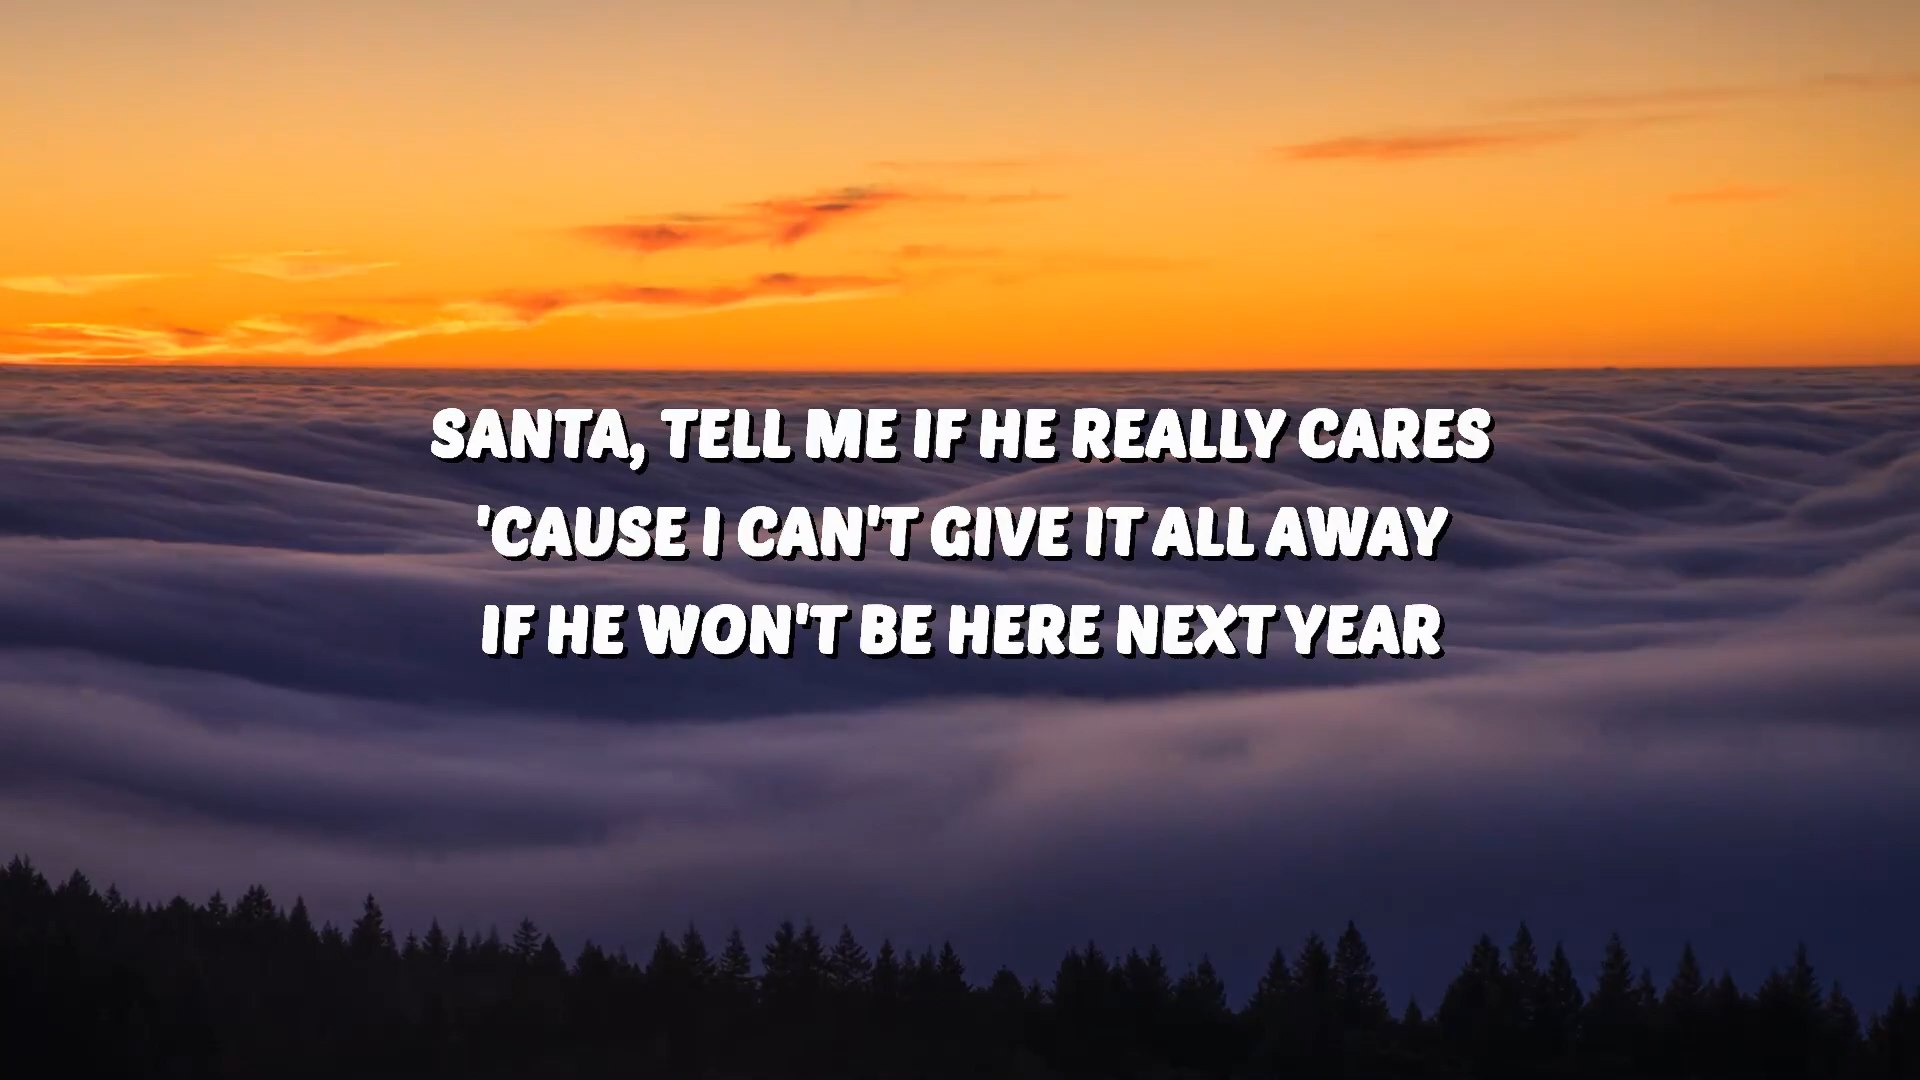 SANTA, TELL ME IF HE REALLY CARES
'CAUSE I CAN'T GIVE IT ALL AWAY
IF HE WON'T BE HERE NEXT YEAR